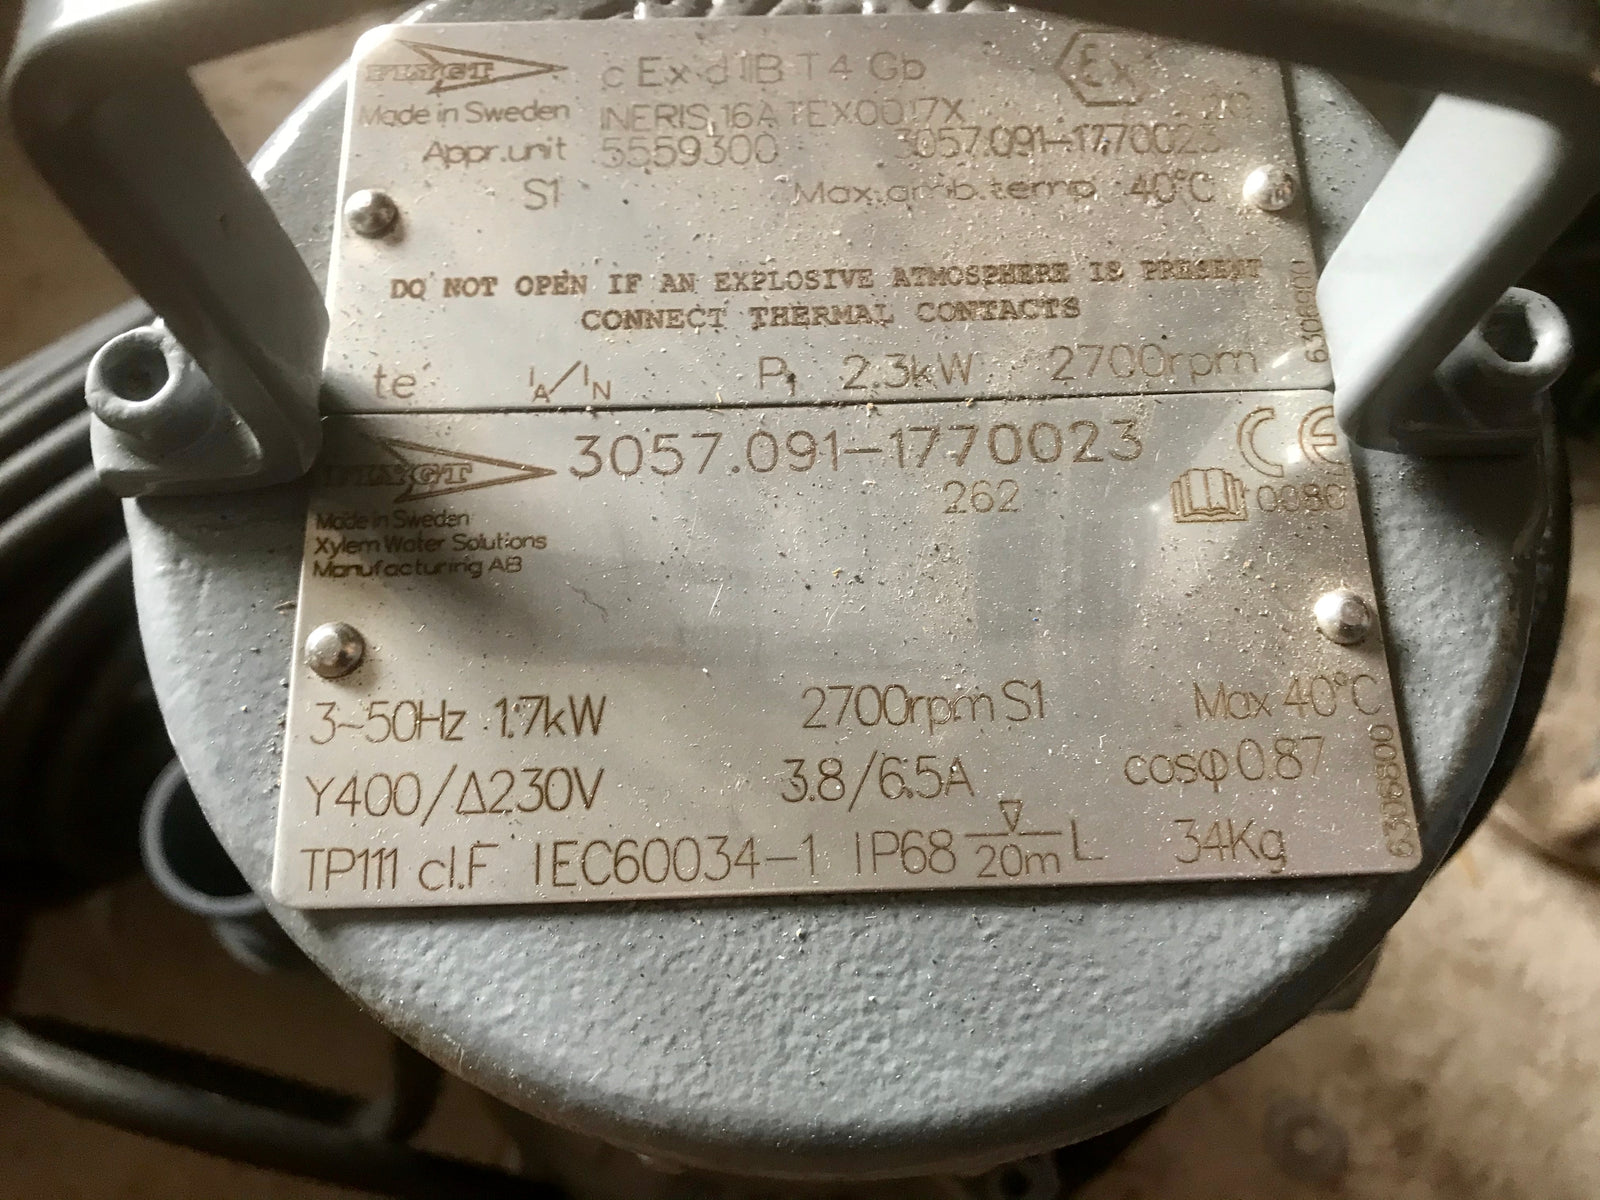 FLYGT c Ex d IIB T4 Gb Ex
Made in Sweden INERIS 16ATEX0017X 2G
Appr.unit 5559300 3057.091-1770023
S1 Max.amb.temp 40°C
DO NOT OPEN IF AN EXPLOSIVE ATMOSPHERE IS PRESENT
CONNECT THERMAL CONTACTS
6306900
te IA/IN P1 2.3kW 2700rpm
FLYGT 3057.091-1770023 CE
262 0080
Made in Sweden
Xylem Water Solutions
Manufacturing AB
3~50Hz 1.7kW 2700rpm S1 Max 40°C
Y400/Δ230V 3.8/6.5A cosφ 0.87
TP111 cl.F IEC60034-1 IP68 20m L 34Kg
6306800